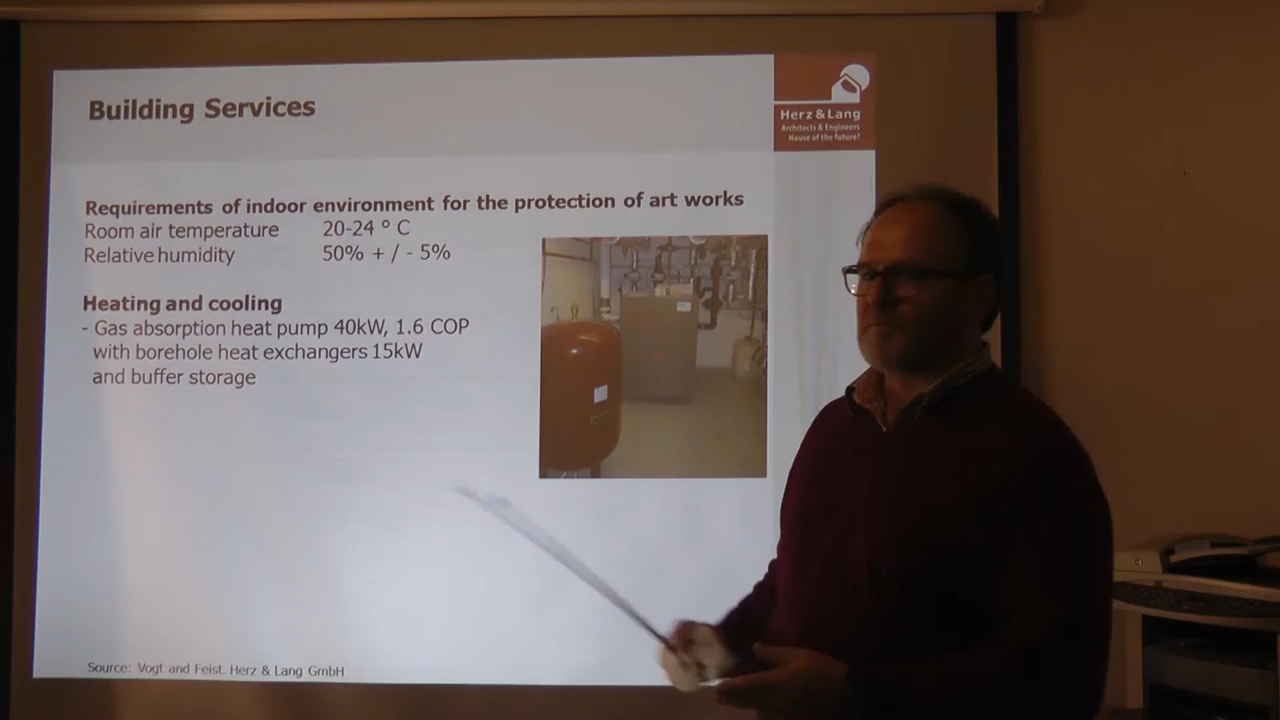 Building Services
Herz & Lang
Architects & Engineers
House of the future!
Requirements of indoor environment for the protection of art works
Room air temperature 20-24 ° C
Relative humidity 50% + / - 5%
Heating and cooling
- Gas absorption heat pump 40kW, 1.6 COP
with borehole heat exchangers 15kW
and buffer storage
Source: Vogt and Feist. Herz & Lang GmbH